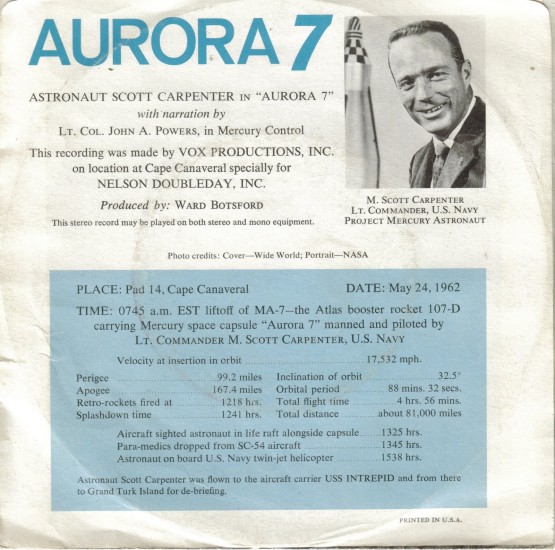 AURORA 7
ASTRONAUT SCOTT CARPENTER IN "AURORA 7"
with narration by
LT. COL. JOHN A. POWERS, in Mercury Control
This recording was made by VOX PRODUCTIONS, INC.
on location at Cape Canaveral specially for
NELSON DOUBLEDAY, INC.
Produced by: WARD BOTSFORD
This stereo record may be played on both stereo and mono equipment.
M. SCOTT CARPENTER
LT. COMMANDER, U.S. NAVY
PROJECT MERCURY ASTRONAUT
Photo credits: Cover—Wide World; Portrait—NASA
PLACE: Pad 14, Cape Canaveral DATE: May 24, 1962
TIME: 0745 a.m. EST liftoff of MA-7—the Atlas booster rocket 107-D
carrying Mercury space capsule "Aurora 7" manned and piloted by
LT. COMMANDER M. SCOTT CARPENTER, U.S. NAVY
Velocity at insertion in orbit 17,532 mph.
Perigee 99.2 miles Inclination of orbit 32.5°
Apogee 167.4 miles Orbital period 88 mins. 32 secs.
Retro-rockets fired at 1218 hrs. Total flight time 4 hrs. 56 mins.
Splashdown time 1241 hrs. Total distance about 81,000 miles
Aircraft sighted astronaut in life raft alongside capsule 1325 hrs.
Para-medics dropped from SC-54 aircraft 1345 hrs.
Astronaut on board U.S. Navy twin-jet helicopter 1538 hrs.
Astronaut Scott Carpenter was flown to the aircraft carrier USS INTREPID and from there
to Grand Turk Island for de-briefing.
PRINTED IN U.S.A.